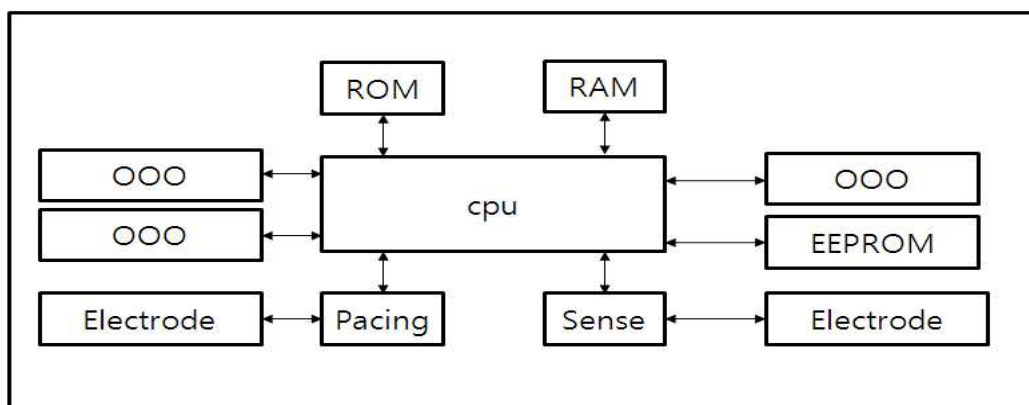 ROM
RAM
OOO
cpu
OOO
OOO
EEPROM
Electrode
Pacing
Sense
Electrode